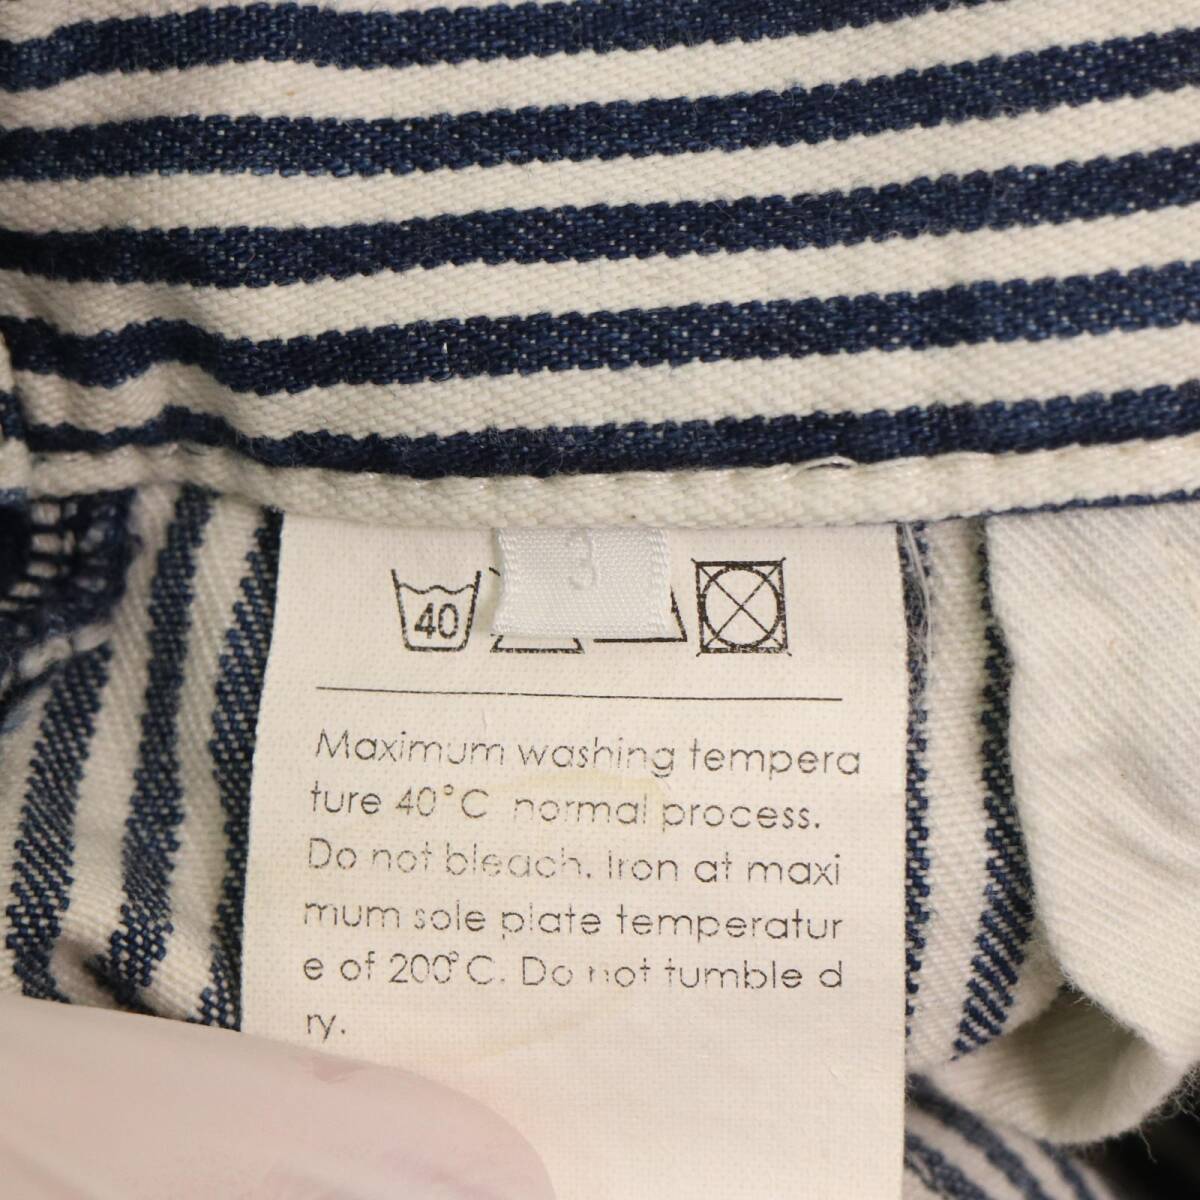 3
40
Maximum washing tempera
ture 40°C normal process.
Do not bleach. Iron at maxi
mum sole plate temperatur
e of 200°C. Do not tumble d
ry.